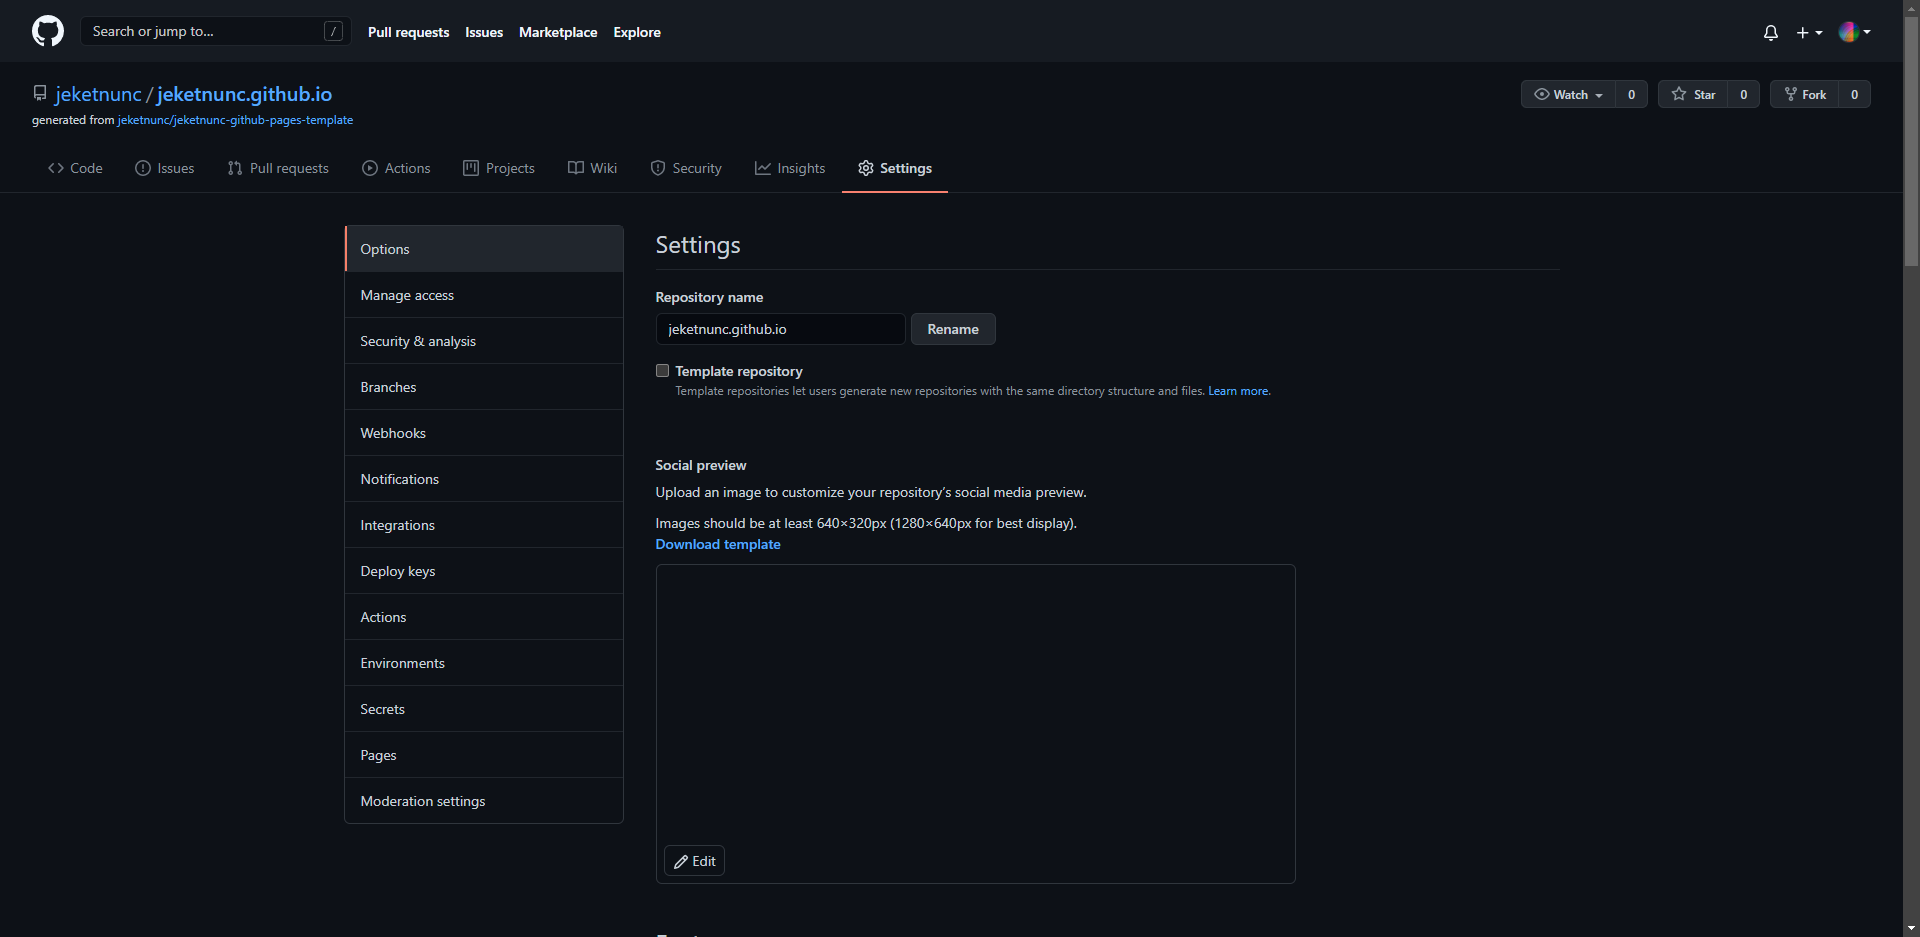 Search or jump to...
/
Pull requests
Issues
Marketplace
Explore
jeketnunc / jeketnunc.github.io
generated from jeketnunc/jeketnunc-github-pages-template
Watch 0
Star 0
Fork 0
Code
Issues
Pull requests
Actions
Projects
Wiki
Security
Insights
Settings
Options
Manage access
Security & analysis
Branches
Webhooks
Notifications
Integrations
Deploy keys
Actions
Environments
Secrets
Pages
Moderation settings
Settings
Repository name
jeketnunc.github.io
Rename
Template repository
Template repositories let users generate new repositories with the same directory structure and files. Learn more.
Social preview
Upload an image to customize your repository’s social media preview.
Images should be at least 640×320px (1280×640px for best display).
Download template
Edit